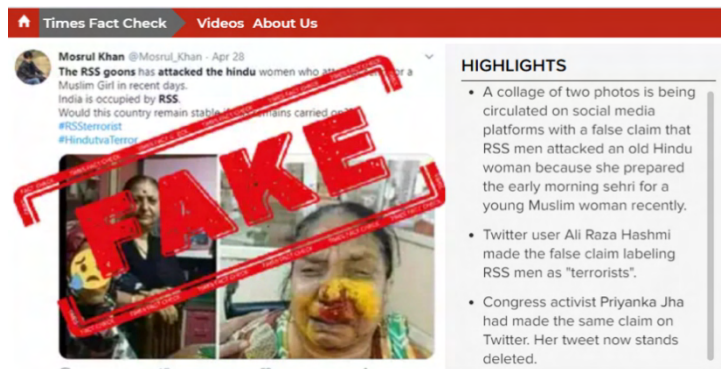 Times Fact Check Videos About Us
Mosrul Khan @Mosrul_Khan - Apr 28
The RSS goons has attacked the hindu women who a
Muslim Girl in recent days.
India is occupied by RSS.
Would this country remain stable
#RSSterrorist
#HindutvaTerror
FAKE
TIMES FACT CHECK
HIGHLIGHTS
• A collage of two photos is being
circulated on social media
platforms with a false claim that
RSS men attacked an old Hindu
woman because she prepared
the early morning sehri for a
young Muslim woman recently.
• Twitter user Ali Raza Hashmi
made the false claim labeling
RSS men as "terrorists".
• Congress activist Priyanka Jha
had made the same claim on
Twitter. Her tweet now stands
deleted.